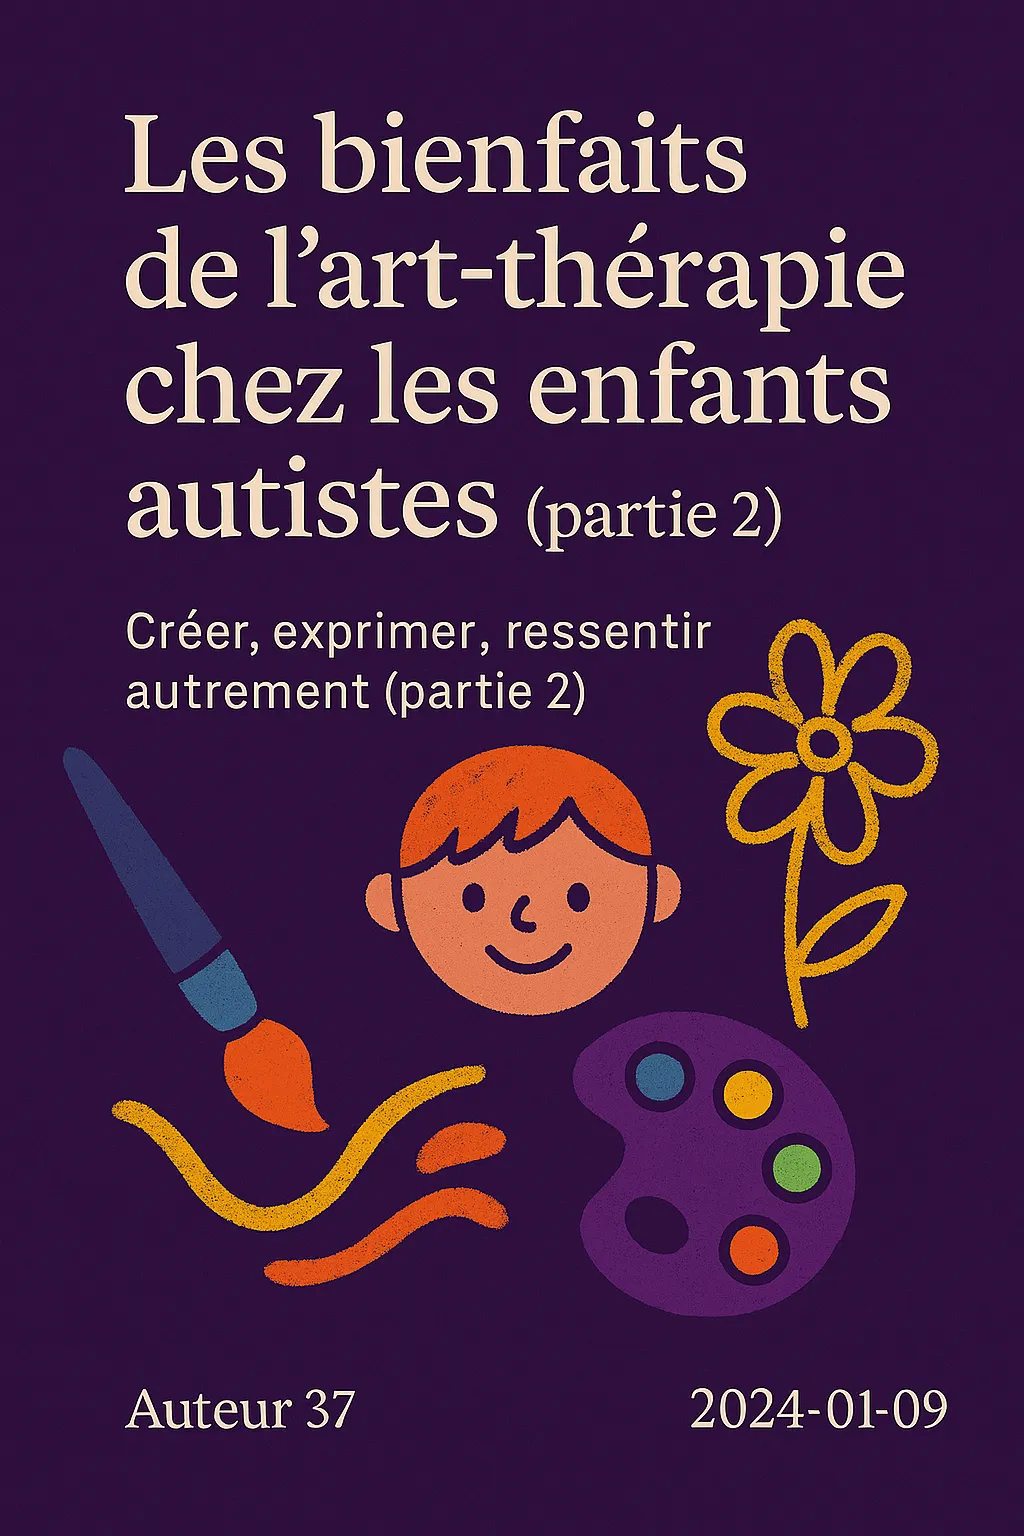 Les bienfaits
de l’art-thérapie
chez les enfants
autistes (partie 2)
Créer, exprimer, ressentir
autrement (partie 2)
Auteur 37
2024-01-09